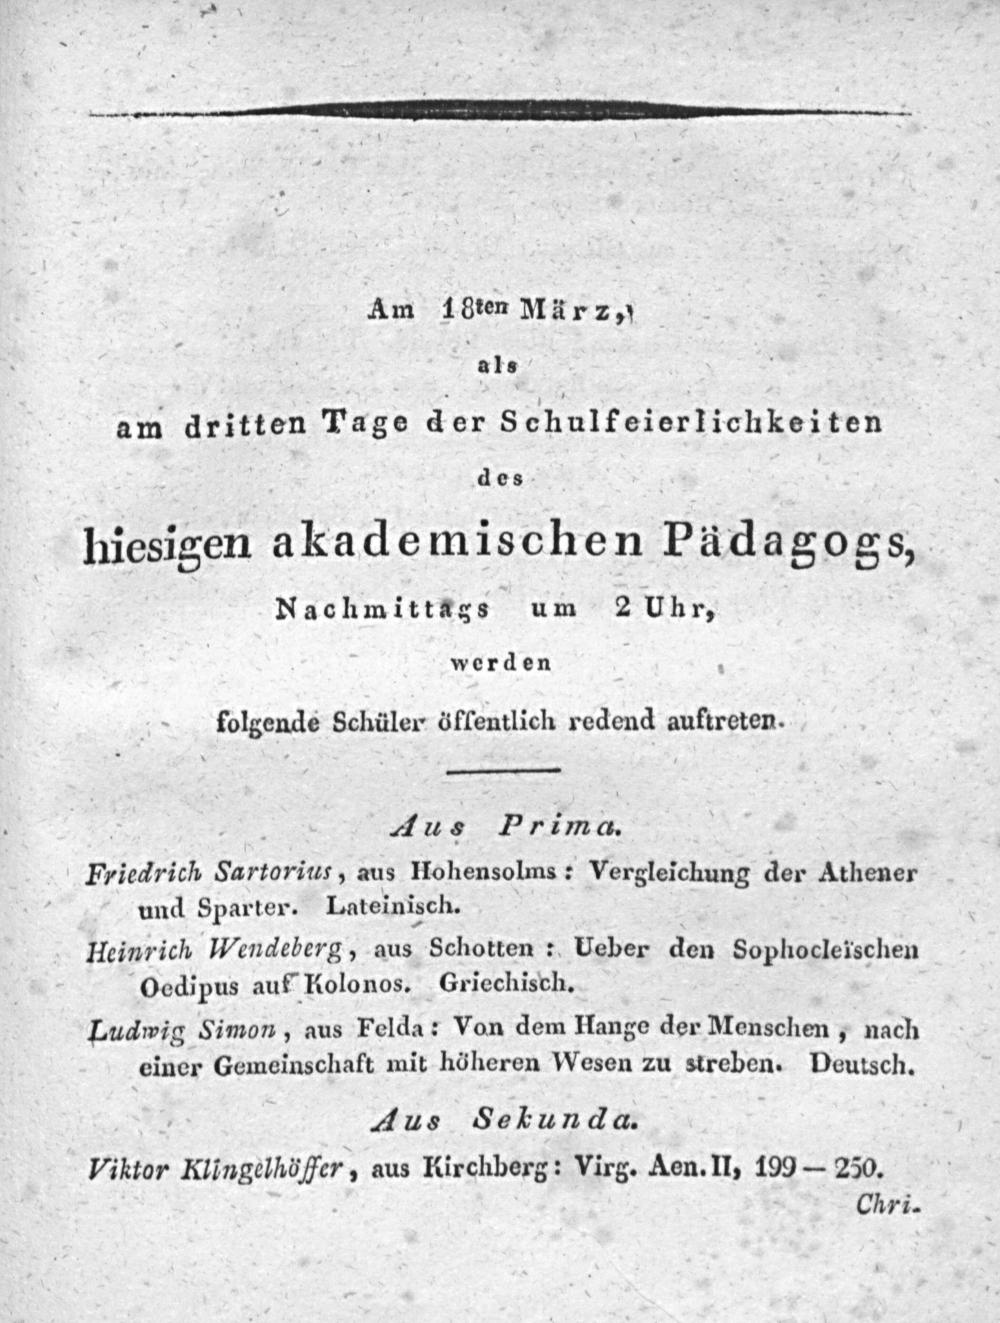 Am 18ten März,
als
am dritten Tage der Schulfeierlichkeiten
des
hiesigen akademischen Pädagogs,
Nachmittags um 2 Uhr,
werden
folgende Schüler öffentlich redend auftreten.
Aus Prima.
Friedrich Sartorius, aus Hohensolms: Vergleichung der Athener
und Sparter. Lateinisch.
Heinrich Wendeberg, aus Schotten: Ueber den Sophocleïschen
Oedipus auf Kolonos. Griechisch.
Ludwig Simon, aus Felda: Von dem Hange der Menschen, nach
einer Gemeinschaft mit höheren Wesen zu streben. Deutsch.
Aus Sekunda.
Viktor Klingelhöffer, aus Kirchberg: Virg. Aen. II, 199 — 250.
Chri-